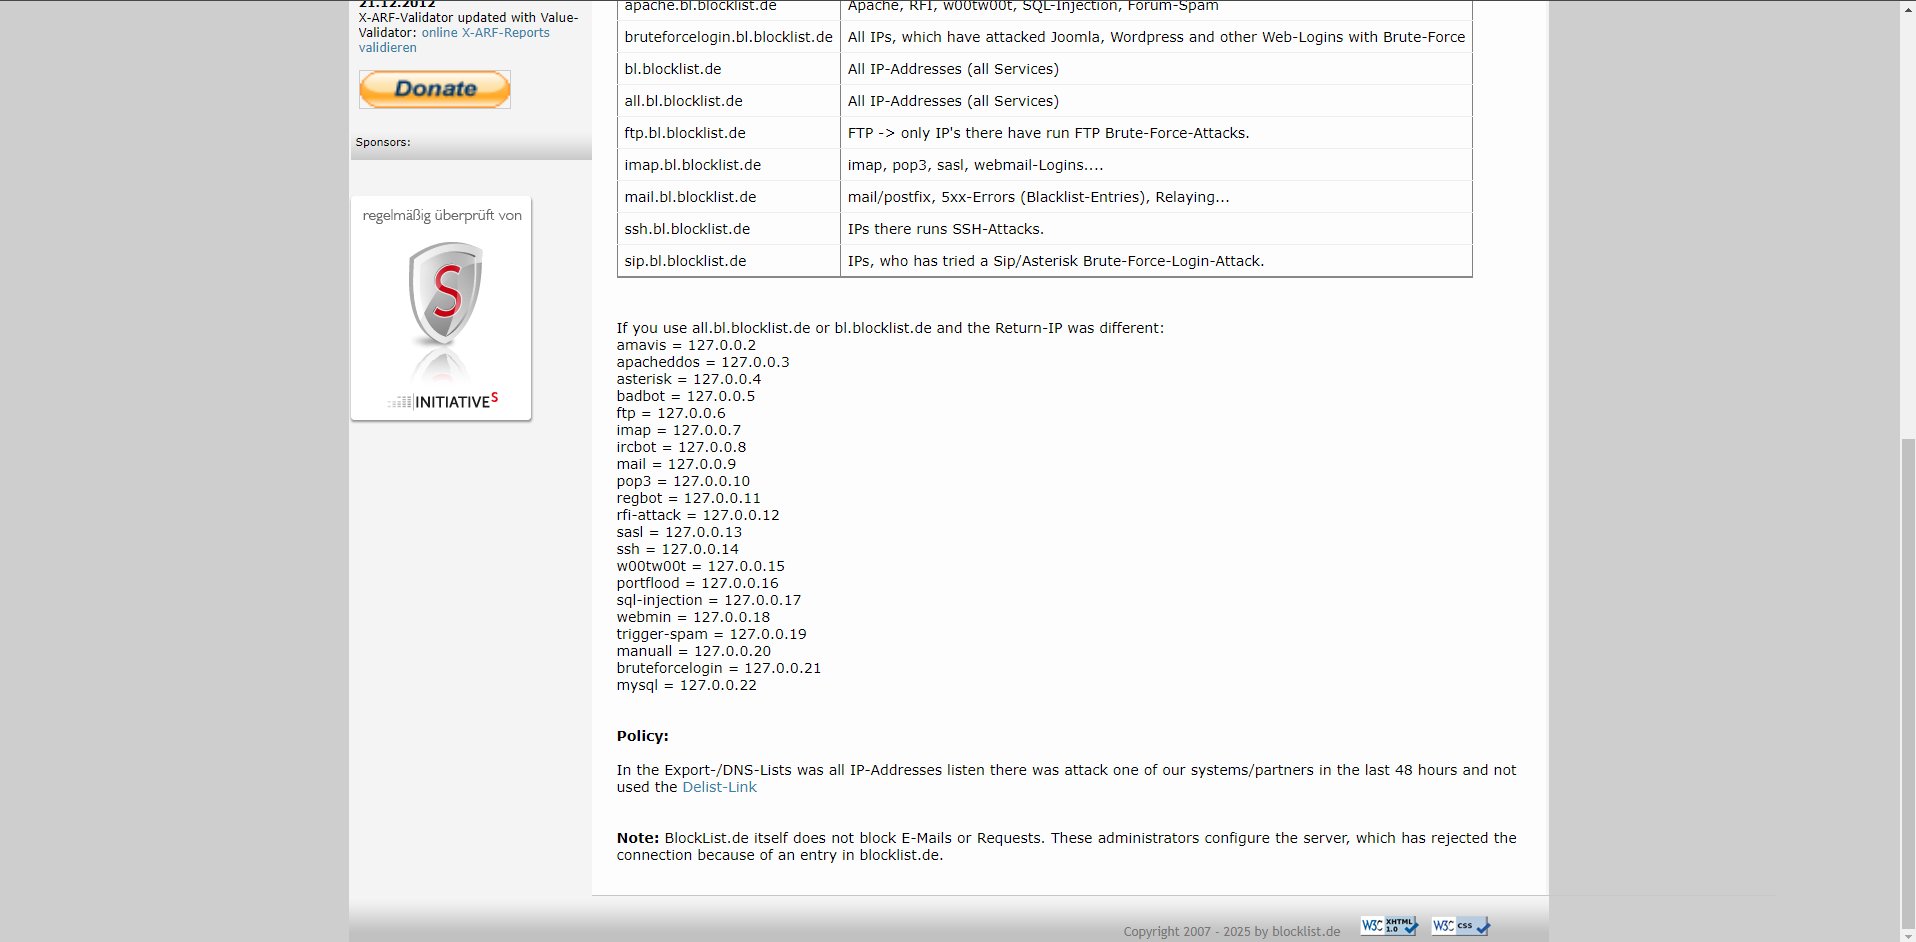 21.12.2012
X-ARF-Validator updated with Value-
Validator: online X-ARF-Reports
validieren
Donate
Sponsors:
regelmäßig überprüft von
S
INITIATIVES
apache.bl.blocklist.de Apache, RFI, w00tw00t, SQL-Injection, Forum-Spam
bruteforcelogin.bl.blocklist.de All IPs, which have attacked Joomla, Wordpress and other Web-Logins with Brute-Force
bl.blocklist.de All IP-Addresses (all Services)
all.bl.blocklist.de All IP-Addresses (all Services)
ftp.bl.blocklist.de FTP -> only IP's there have run FTP Brute-Force-Attacks.
imap.bl.blocklist.de imap, pop3, sasl, webmail-Logins....
mail.bl.blocklist.de mail/postfix, 5xx-Errors (Blacklist-Entries), Relaying...
ssh.bl.blocklist.de IPs there runs SSH-Attacks.
sip.bl.blocklist.de IPs, who has tried a Sip/Asterisk Brute-Force-Login-Attack.
If you use all.bl.blocklist.de or bl.blocklist.de and the Return-IP was different:
amavis = 127.0.0.2
apacheddos = 127.0.0.3
asterisk = 127.0.0.4
badbot = 127.0.0.5
ftp = 127.0.0.6
imap = 127.0.0.7
ircbot = 127.0.0.8
mail = 127.0.0.9
pop3 = 127.0.0.10
regbot = 127.0.0.11
rfi-attack = 127.0.0.12
sasl = 127.0.0.13
ssh = 127.0.0.14
w00tw00t = 127.0.0.15
portflood = 127.0.0.16
sql-injection = 127.0.0.17
webmin = 127.0.0.18
trigger-spam = 127.0.0.19
manuall = 127.0.0.20
bruteforcelogin = 127.0.0.21
mysql = 127.0.0.22
Policy:
In the Export-/DNS-Lists was all IP-Addresses listen there was attack one of our systems/partners in the last 48 hours and not
used the Delist-Link
Note: BlockList.de itself does not block E-Mails or Requests. These administrators configure the server, which has rejected the
connection because of an entry in blocklist.de.
Copyright 2007 - 2025 by blocklist.de
W3C XHTML 1.0
W3C css